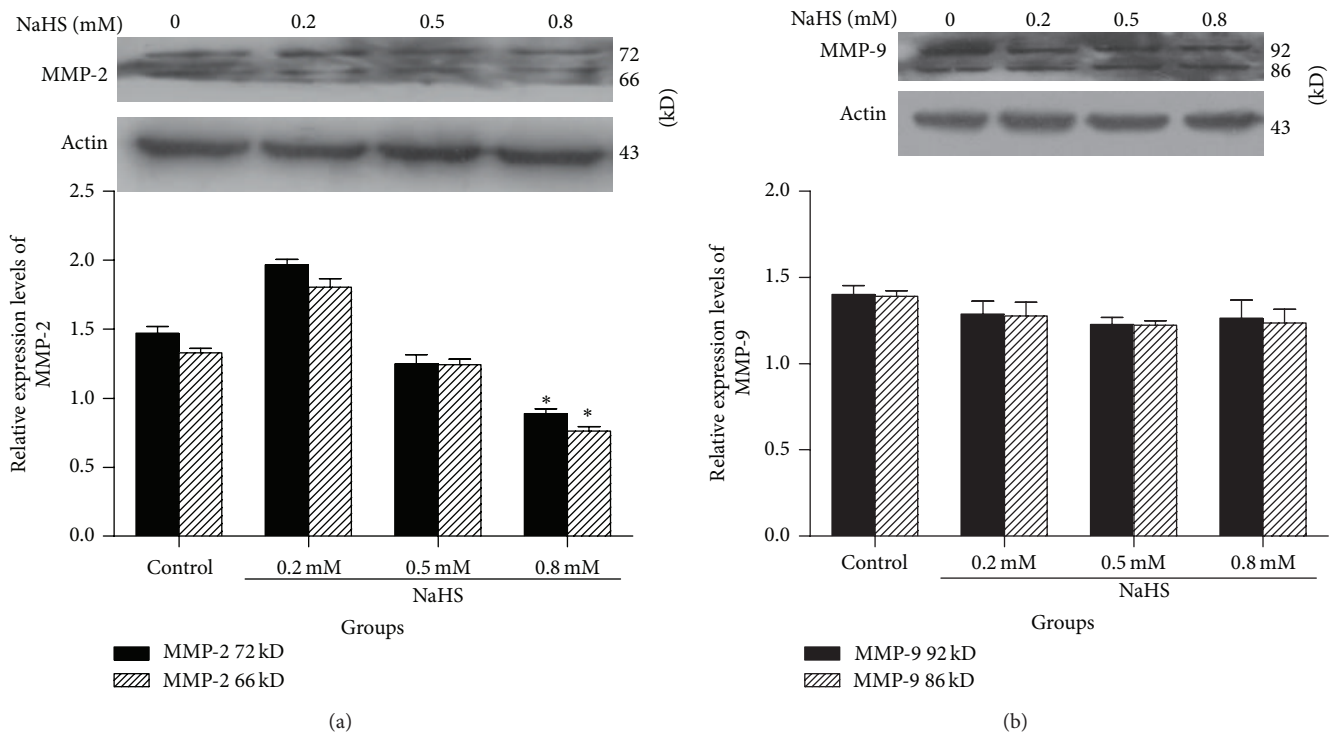 NaHS (mM) 0 0.2 0.5 0.8
MMP-2
72
66
(kD)
Actin
43
2.5
2.0
1.5
1.0
0.5
0.0
Relative expression levels of
MMP-2
* *
Control 0.2 mM 0.5 mM 0.8 mM
NaHS
Groups
MMP-2 72 kD
MMP-2 66 kD
(a)
NaHS (mM) 0 0.2 0.5 0.8
MMP-9
92
86
(kD)
Actin
43
2.0
1.5
1.0
0.5
0.0
Relative expression levels of
MMP-9
Control 0.2 mM 0.5 mM 0.8 mM
NaHS
Groups
MMP-9 92 kD
MMP-9 86 kD
(b)